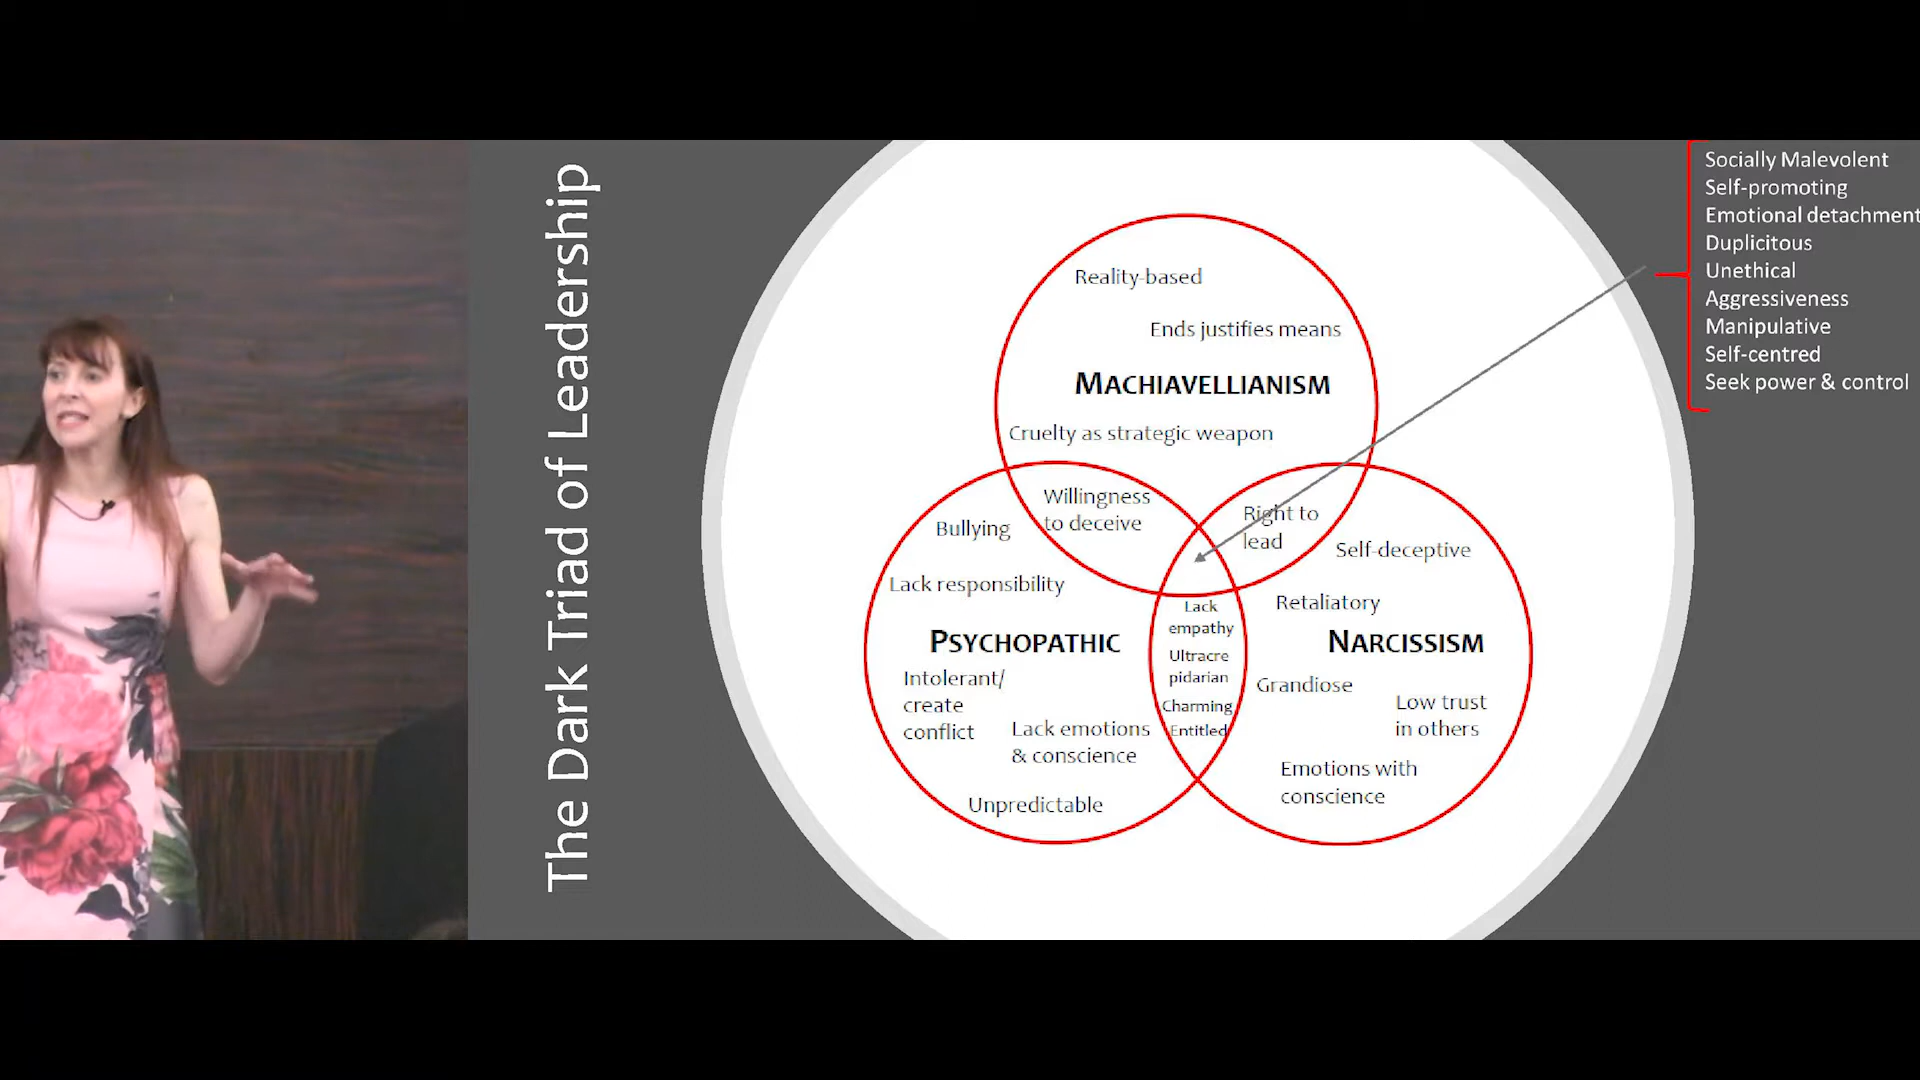 The Dark Triad of Leadership
Reality-based
Ends justifies means
MACHIAVELLIANISM
Cruelty as strategic weapon
Willingness
to deceive
Right to
lead
Bullying
Lack responsibility
PSYCHOPATHIC
Intolerant/
create
conflict
Lack emotions
& conscience
Unpredictable
Lack
empathy
Ultracre
pidarian
Charming
Entitled
Self-deceptive
Retaliatory
NARCISSISM
Grandiose
Low trust
in others
Emotions with
conscience
Socially Malevolent
Self-promoting
Emotional detachment
Duplicitous
Unethical
Aggressiveness
Manipulative
Self-centred
Seek power & control